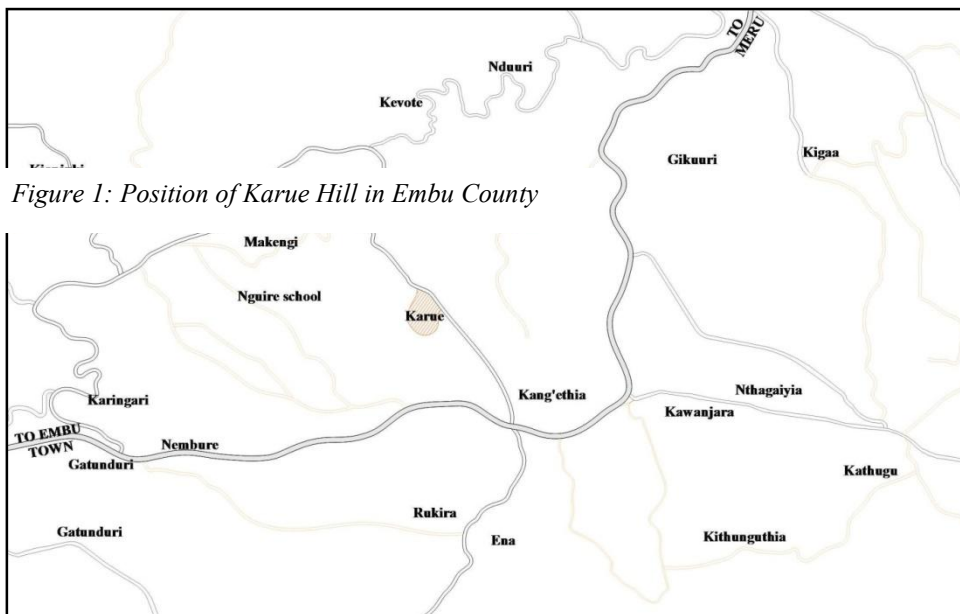 TO
MERU
Nduuri
Kevote
Gikuuri
Kigaa
Figure 1: Position of Karue Hill in Embu County
Makengi
Nguire school
Karue
Kang'ethia
Nthagaiyia
Karingari
Kawanjara
TO EMBU
TOWN
Nembure
Gatunduri
Kathugu
Rukira
Gatunduri
Ena
Kithunguthia